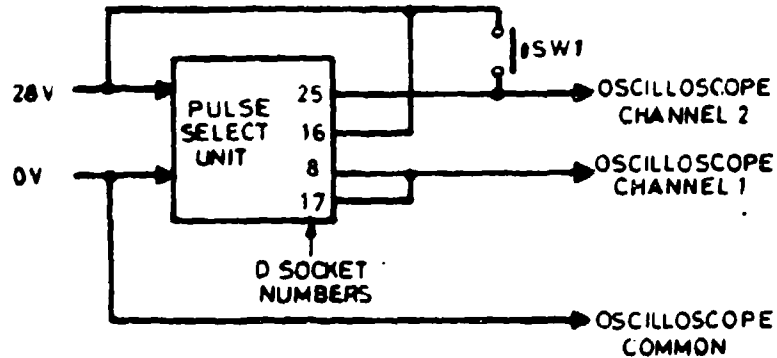 SW1
28V
PULSE
SELECT
UNIT
25
16
8
17
OSCILLOSCOPE
CHANNEL 2
0V
OSCILLOSCOPE
CHANNEL 1
D SOCKET
NUMBERS
OSCILLOSCOPE
COMMON